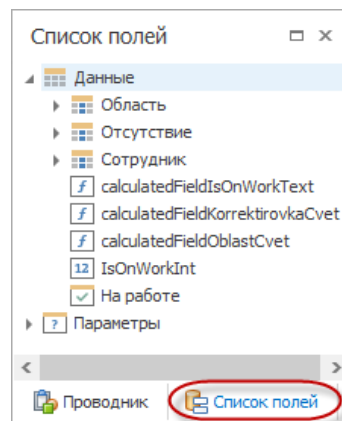 Список полей
Данные
Область
Отсутствие
Сотрудник
f calculatedFieldIsOnWorkText
f calculatedFieldKorrektirovkaCvet
f calculatedFieldOblastCvet
12 IsOnWorkInt
На работе
? Параметры
Проводник Список полей